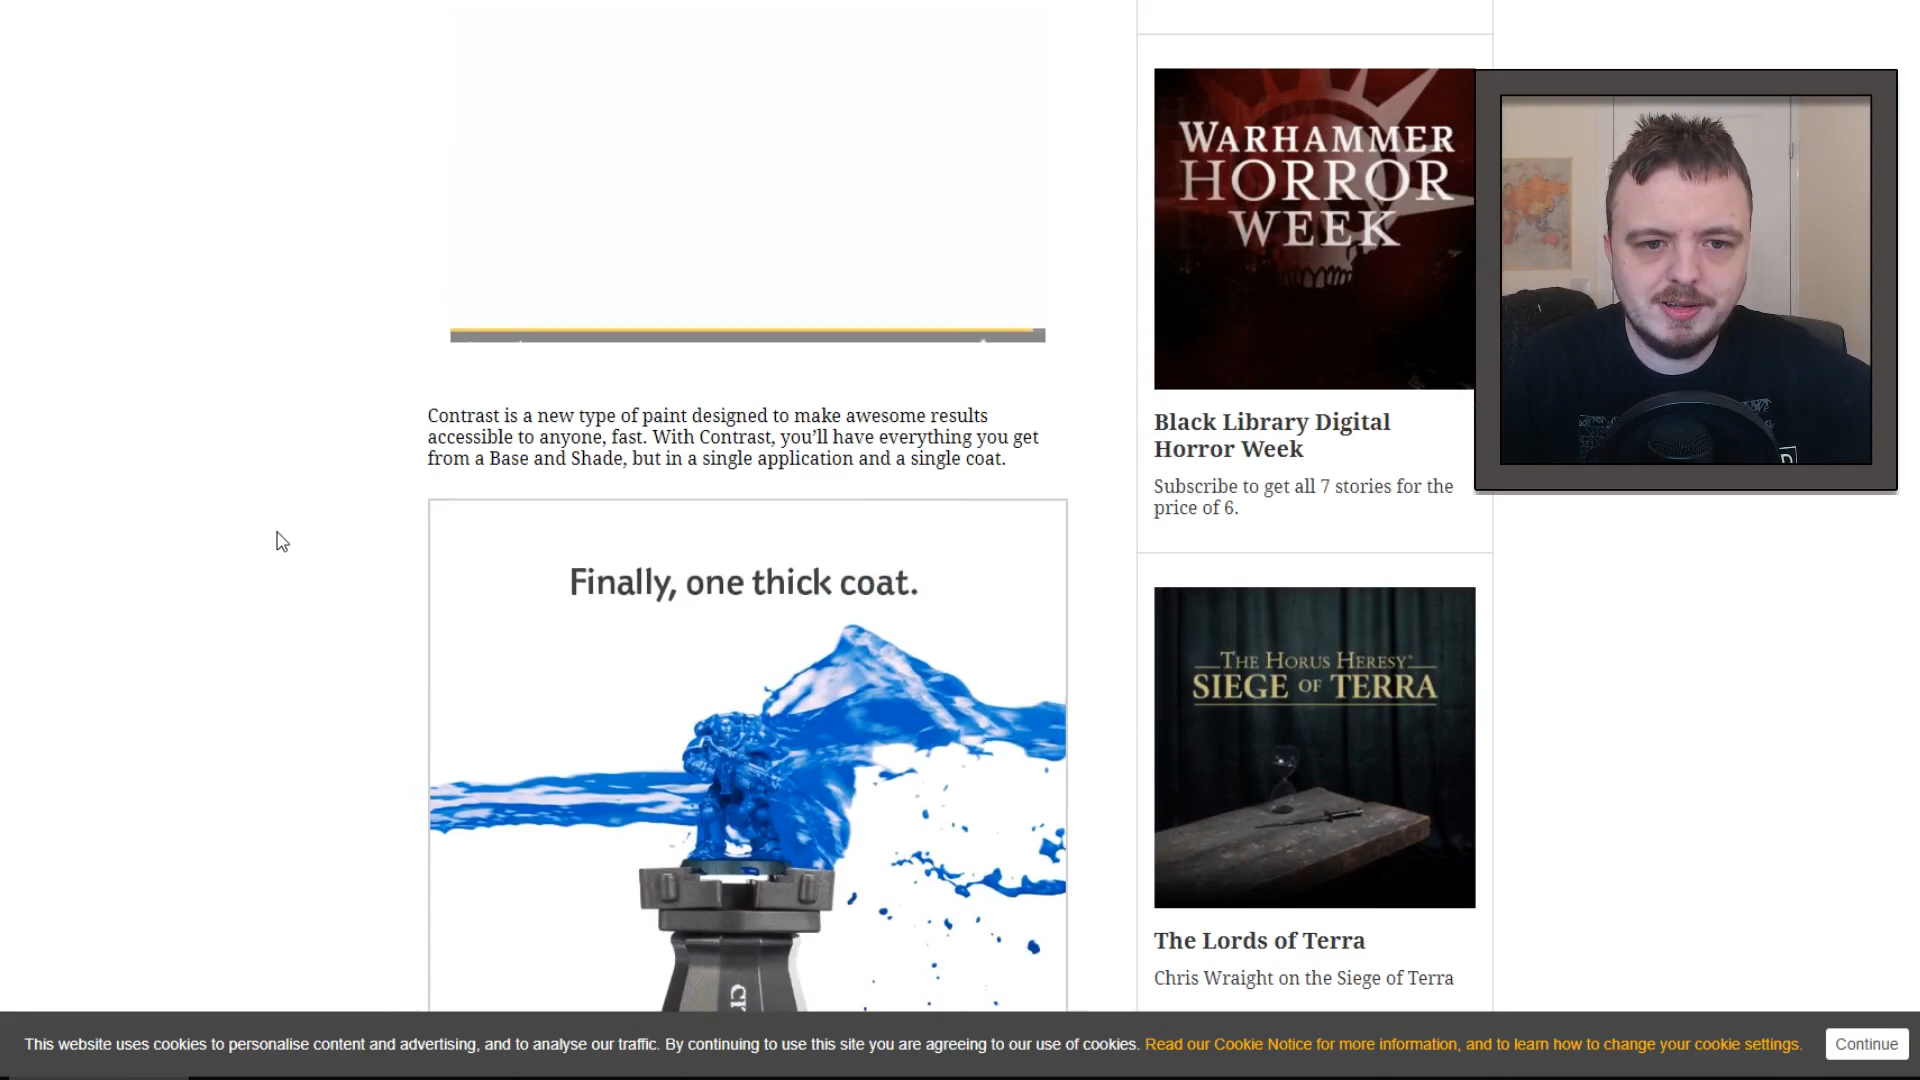 Contrast is a new type of paint designed to make awesome results
accessible to anyone, fast. With Contrast, you’ll have everything you get
from a Base and Shade, but in a single application and a single coat.
Finally, one thick coat.
WARHAMMER
HORROR
WEEK
Black Library Digital
Horror Week
Subscribe to get all 7 stories for the
price of 6.
THE HORUS HERESY
SIEGE OF TERRA
The Lords of Terra
Chris Wraight on the Siege of Terra
This website uses cookies to personalise content and advertising, and to analyse our traffic. By continuing to use this site you are agreeing to our use of cookies. Read our Cookie Notice for more information, and to learn how to change your cookie settings. Continue